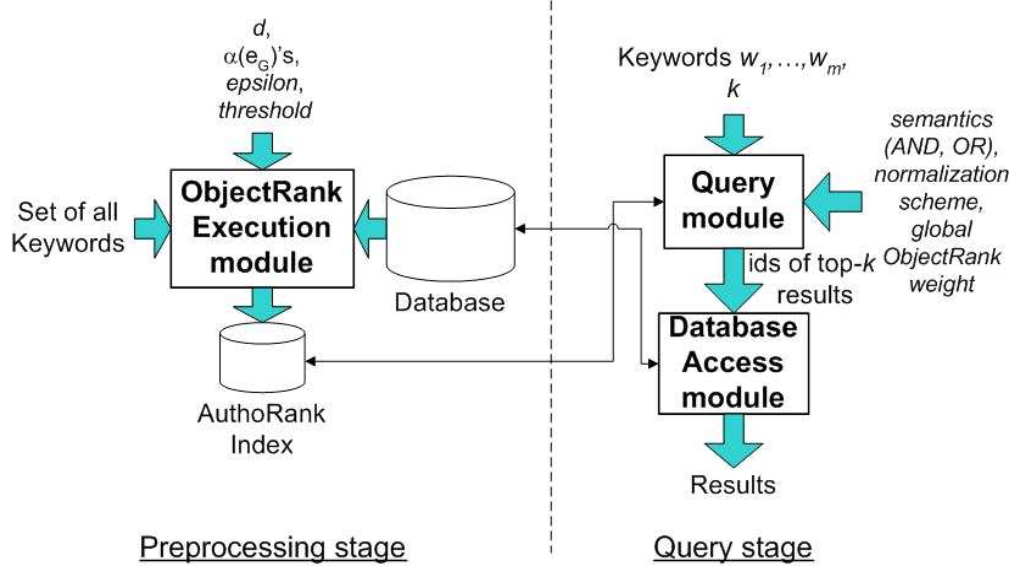 d,
α(e_G)'s,
epsilon,
threshold
Set of all
Keywords
ObjectRank
Execution
module
Database
AuthoRank
Index
Preprocessing stage
Keywords w_1,...,w_m,
k
semantics
(AND, OR),
normalization
scheme,
global
ObjectRank
weight
Query
module
ids of top-k
results
Database
Access
module
Results
Query stage